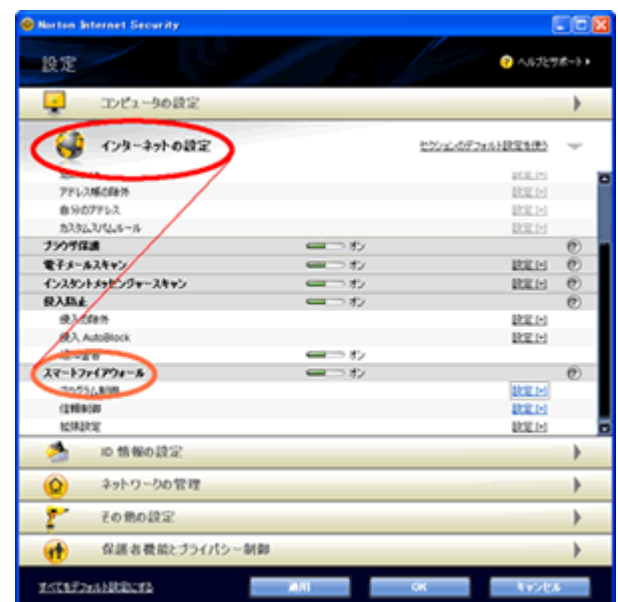 Norton Internet Security
設定
ヘルプとサポート
コンピュータの設定
インターネットの設定 セクションのデフォルト設定を使う
アドレス帳の除外 設定 [+]
自分のアドレス 設定 [+]
カスタムスパムルール 設定 [+]
ブラウザ保護 オン
電子メールスキャン オン 設定 [+]
インスタントメッセンジャースキャン オン 設定 [+]
侵入防止 オン
侵入の除外 設定 [+]
侵入 AutoBlock 設定 [+]
オン
スマートファイアウォール オン
プログラム制御 設定 [+]
信頼制御 設定 [+]
拡張設定 設定 [+]
ID 情報の設定
ネットワークの管理
その他の設定
保護者機能とプライバシー制御
すべてをデフォルト設定にする 適用 OK キャンセル